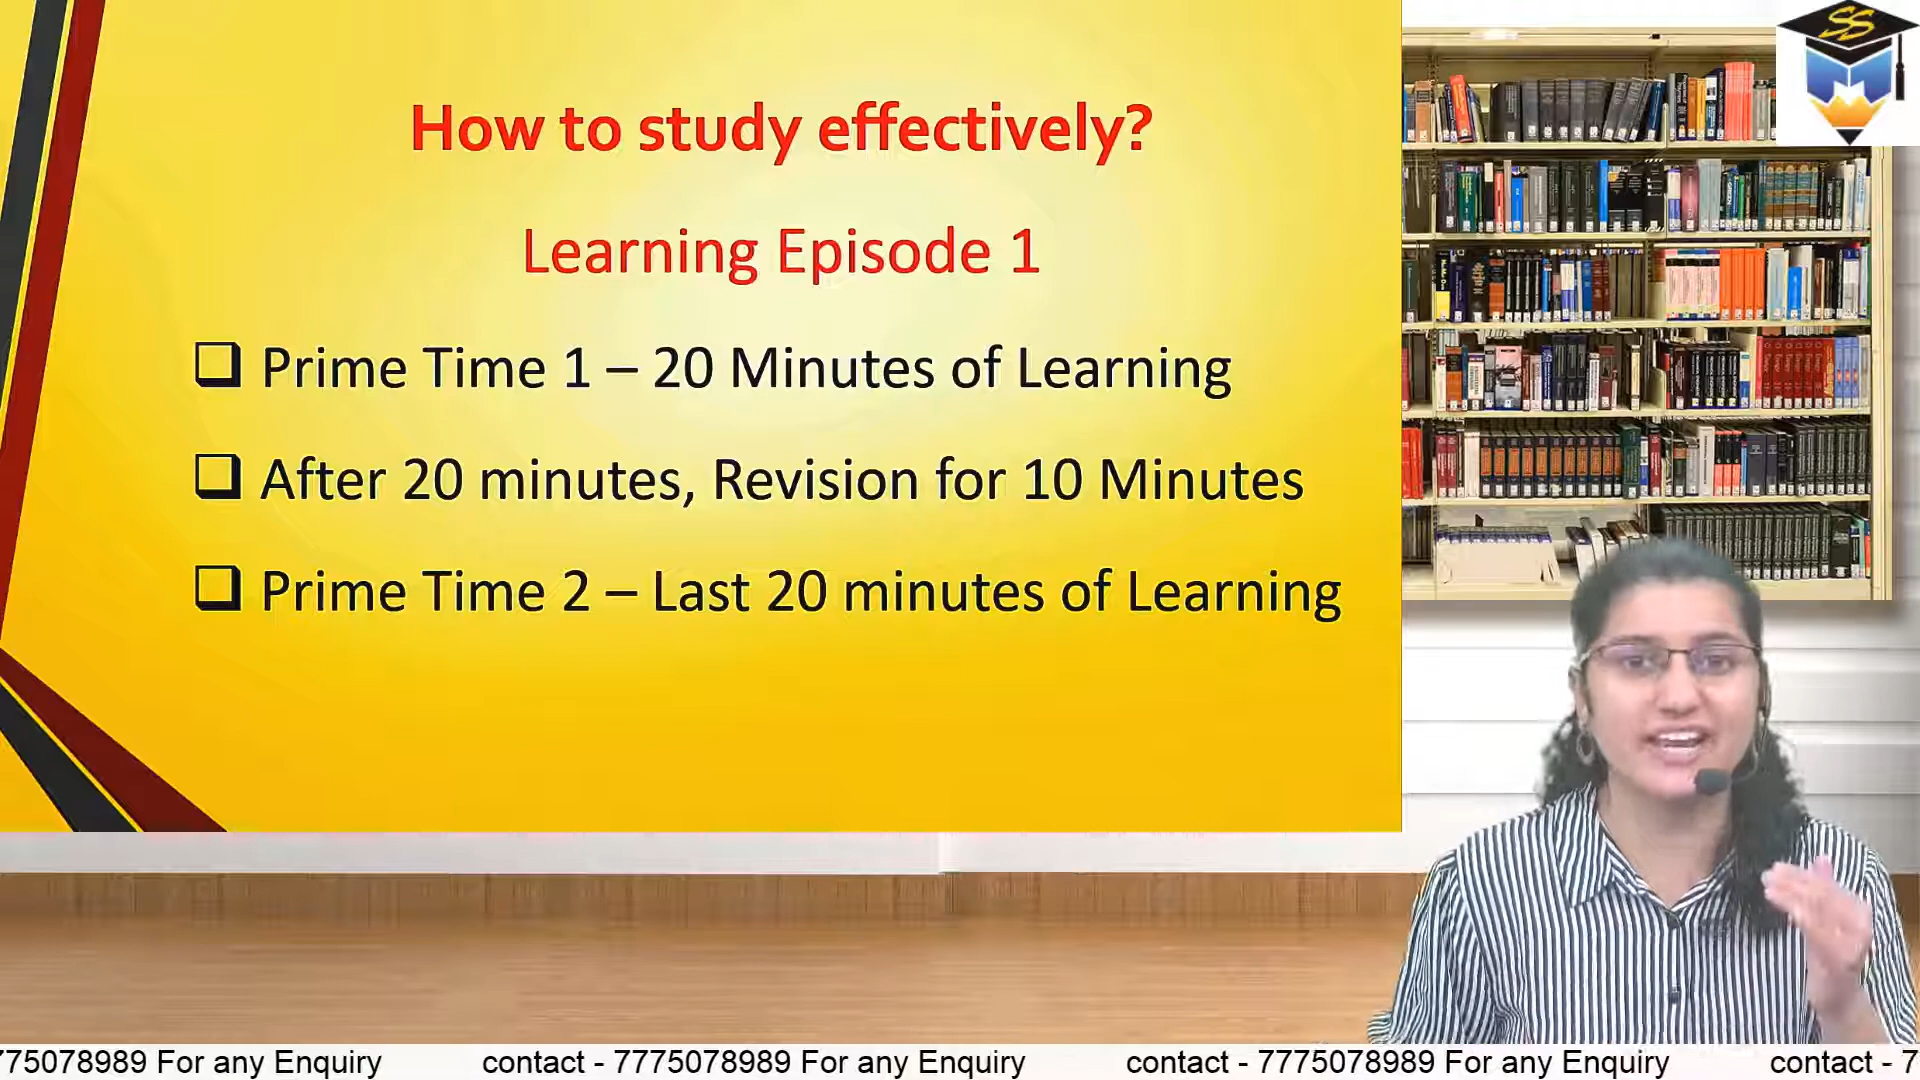 SS
How to study effectively?
Learning Episode 1
Prime Time 1 – 20 Minutes of Learning
After 20 minutes, Revision for 10 Minutes
Prime Time 2 – Last 20 minutes of Learning
775078989 For any Enquiry contact - 7775078989 For any Enquiry contact - 7775078989 For any Enquiry contact - 7